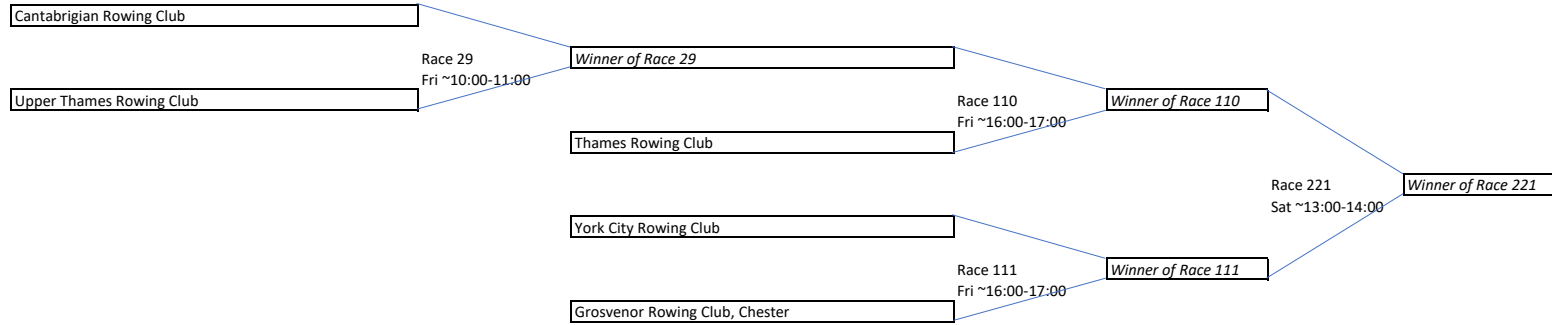 Cantabrigian Rowing Club
Race 29
Fri ~10:00-11:00
Winner of Race 29
Upper Thames Rowing Club
Race 110
Fri ~16:00-17:00
Winner of Race 110
Thames Rowing Club
Race 221
Sat ~13:00-14:00
Winner of Race 221
York City Rowing Club
Race 111
Fri ~16:00-17:00
Winner of Race 111
Grosvenor Rowing Club, Chester